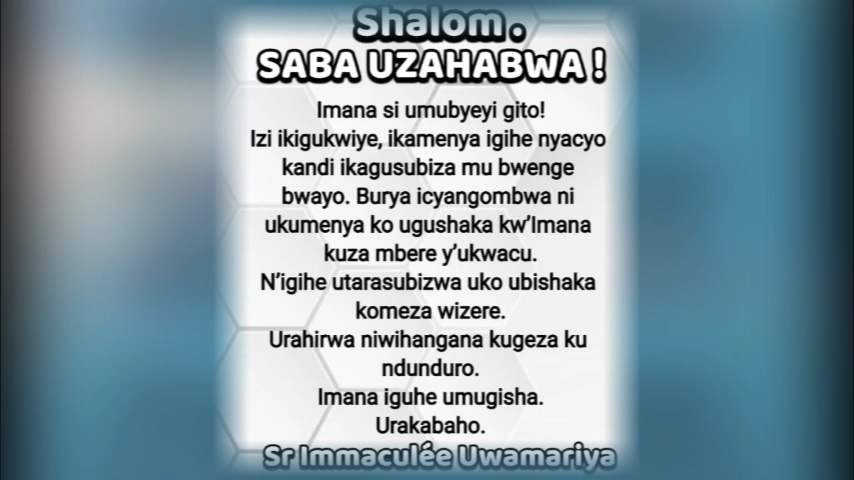 Shalom .
SABA UZAHABWA !
Imana si umubyeyi gito!
Izi ikigukwiye, ikamenya igihe nyacyo
kandi ikagusubiza mu bwenge
bwayo. Burya icyangombwa ni
ukumenya ko ugushaka kw’Imana
kuza mbere y’ukwacu.
N’igihe utarasubizwa uko ubishaka
komeza wizere.
Urahirwa niwihangana kugeza ku
ndunduro.
Imana iguhe umugisha.
Urakabaho.
Sr Immaculée Uwamariya